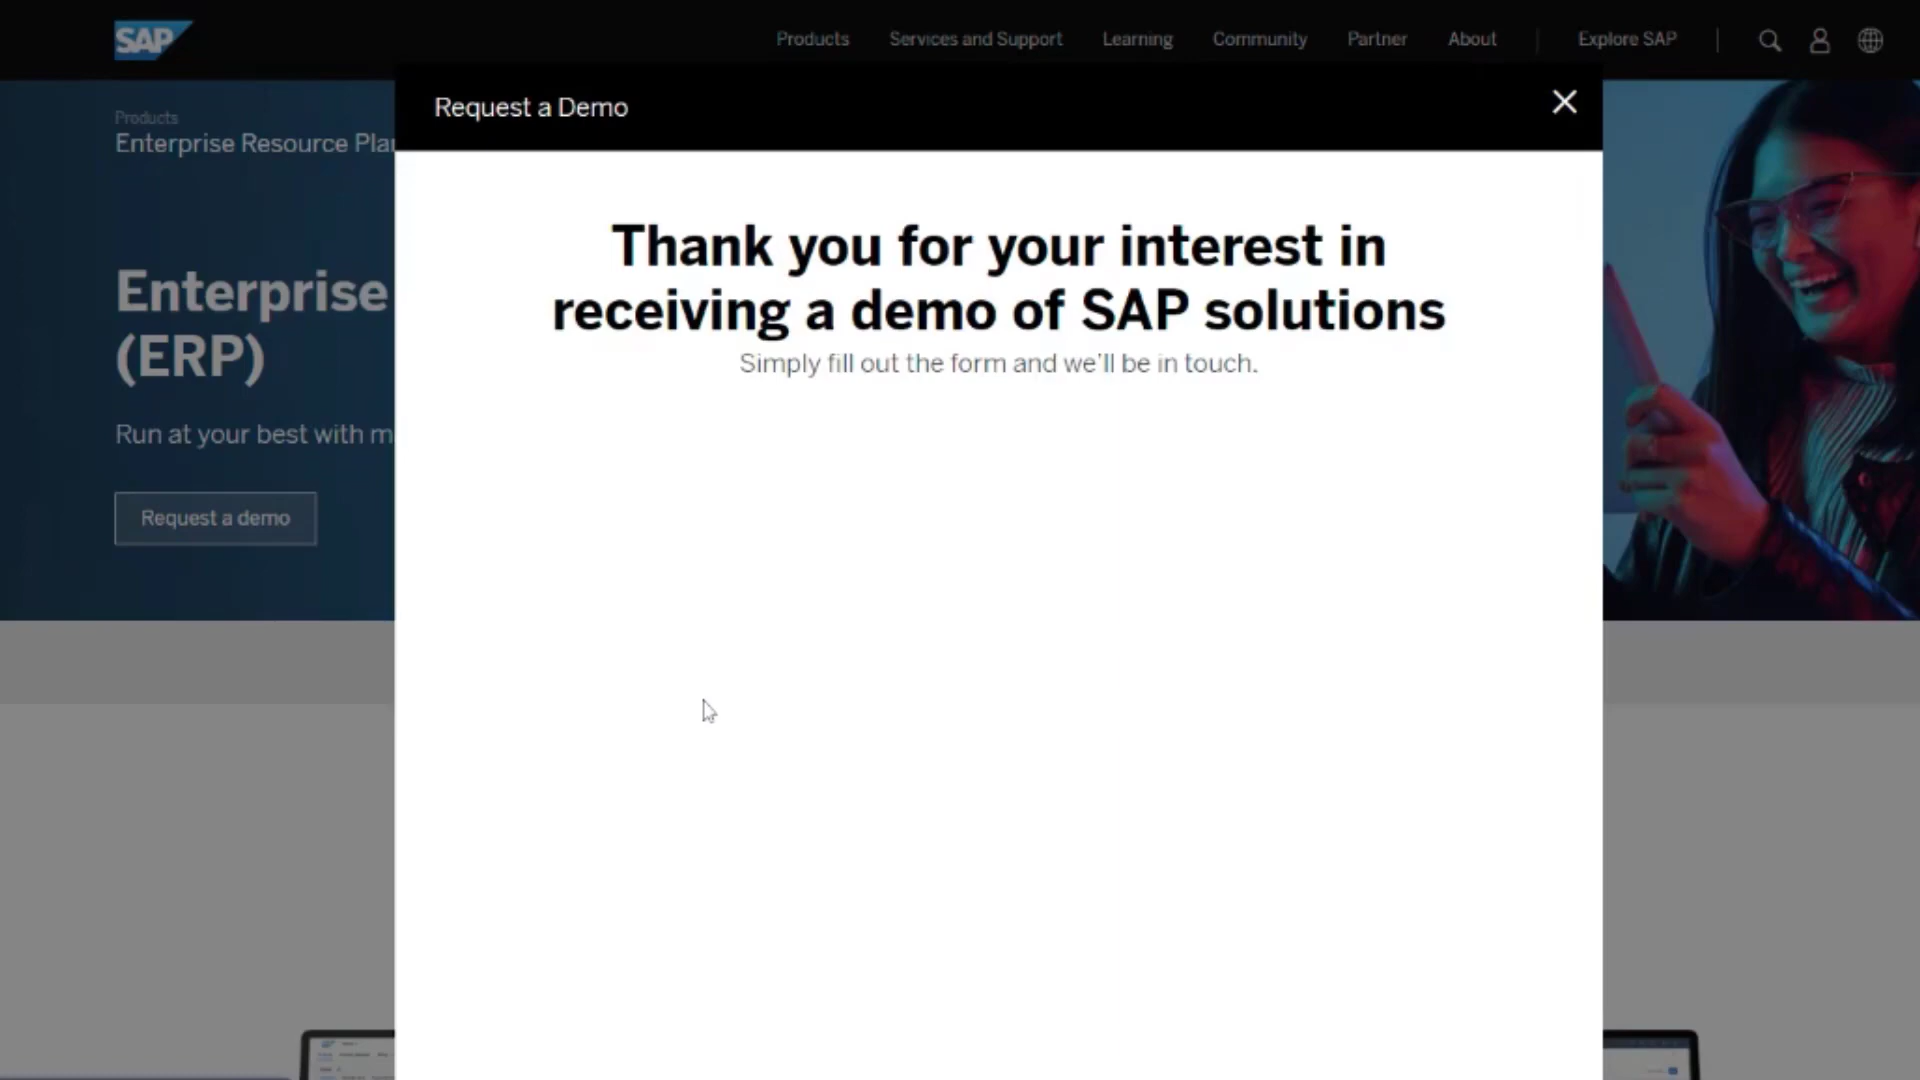 SAP
Products
Services and Support
Learning
Community
Partner
About
Explore SAP
Request a Demo
Products
Enterprise Resource Pla
Enterprise
(ERP)
Run at your best with m
Request a demo
Thank you for your interest in
receiving a demo of SAP solutions
Simply fill out the form and we'll be in touch.